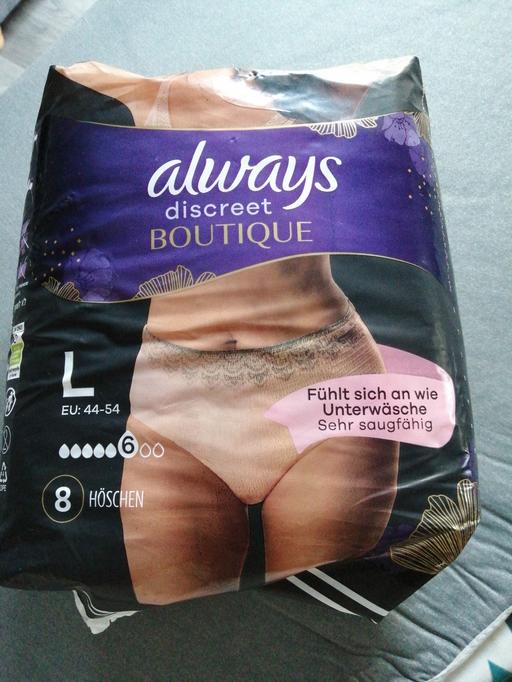 always
discreet
BOUTIQUE
L
EU: 44-54
6
8 HÖSCHEN
Fühlt sich an wie
Unterwäsche
Sehr saugfähig